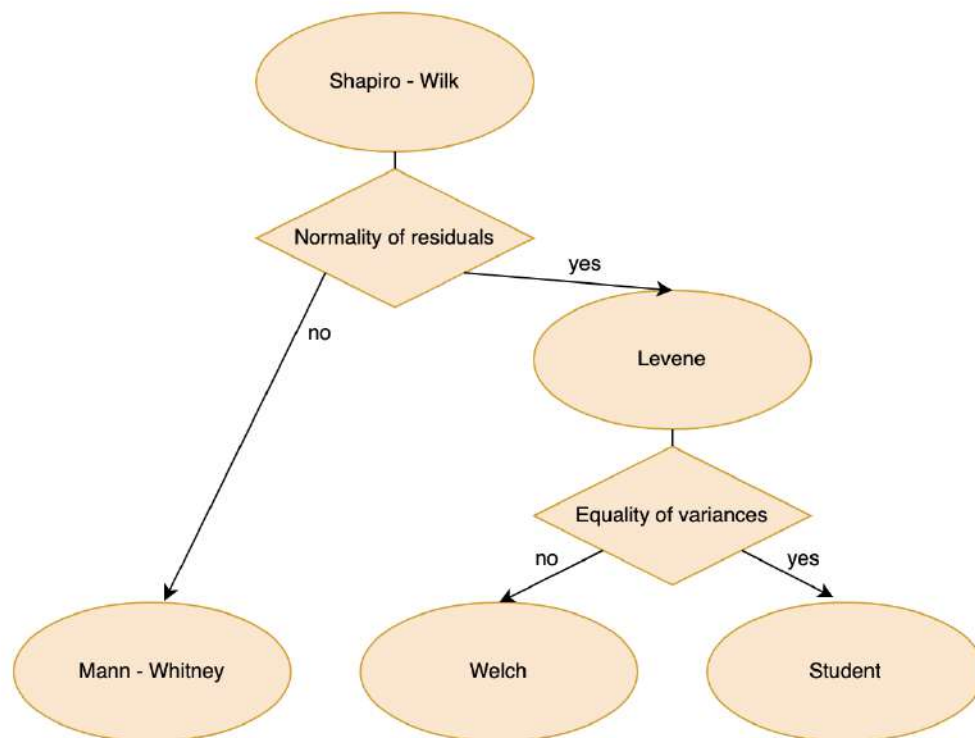 Shapiro - Wilk
Normality of residuals
yes
no
Levene
Equality of variances
no
yes
Mann - Whitney
Welch
Student